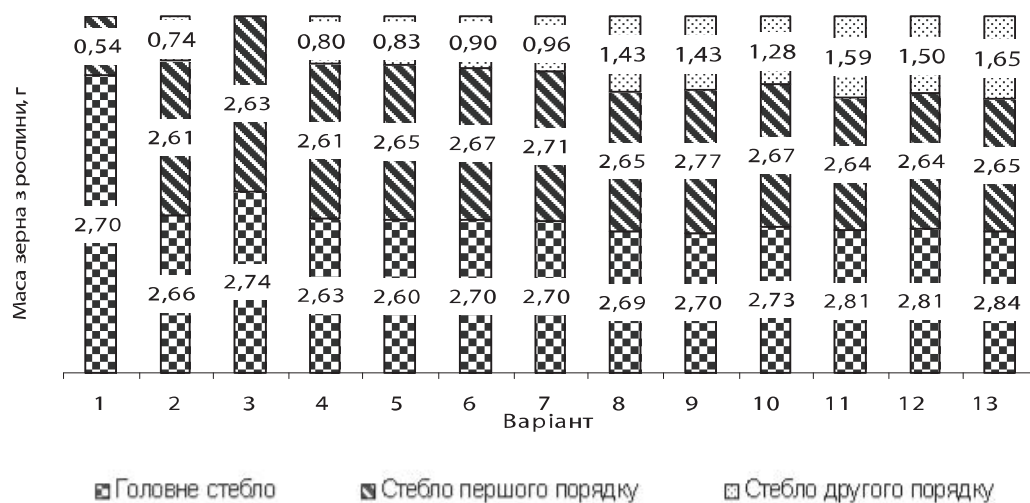 Маса зерна з рослини, г
0,54 0,74 0,80 0,83 0,90 0,96 1,43 1,43 1,28 1,59 1,50 1,65
2,63
2,61 2,61 2,65 2,67 2,71 2,65 2,77 2,67 2,64 2,64 2,65
2,70
2,66 2,74 2,63 2,60 2,70 2,70 2,69 2,70 2,73 2,81 2,81 2,84
1 2 3 4 5 6 7 8 9 10 11 12 13
Варіант
Головне стебло Стебло першого порядку Стебло другого порядку